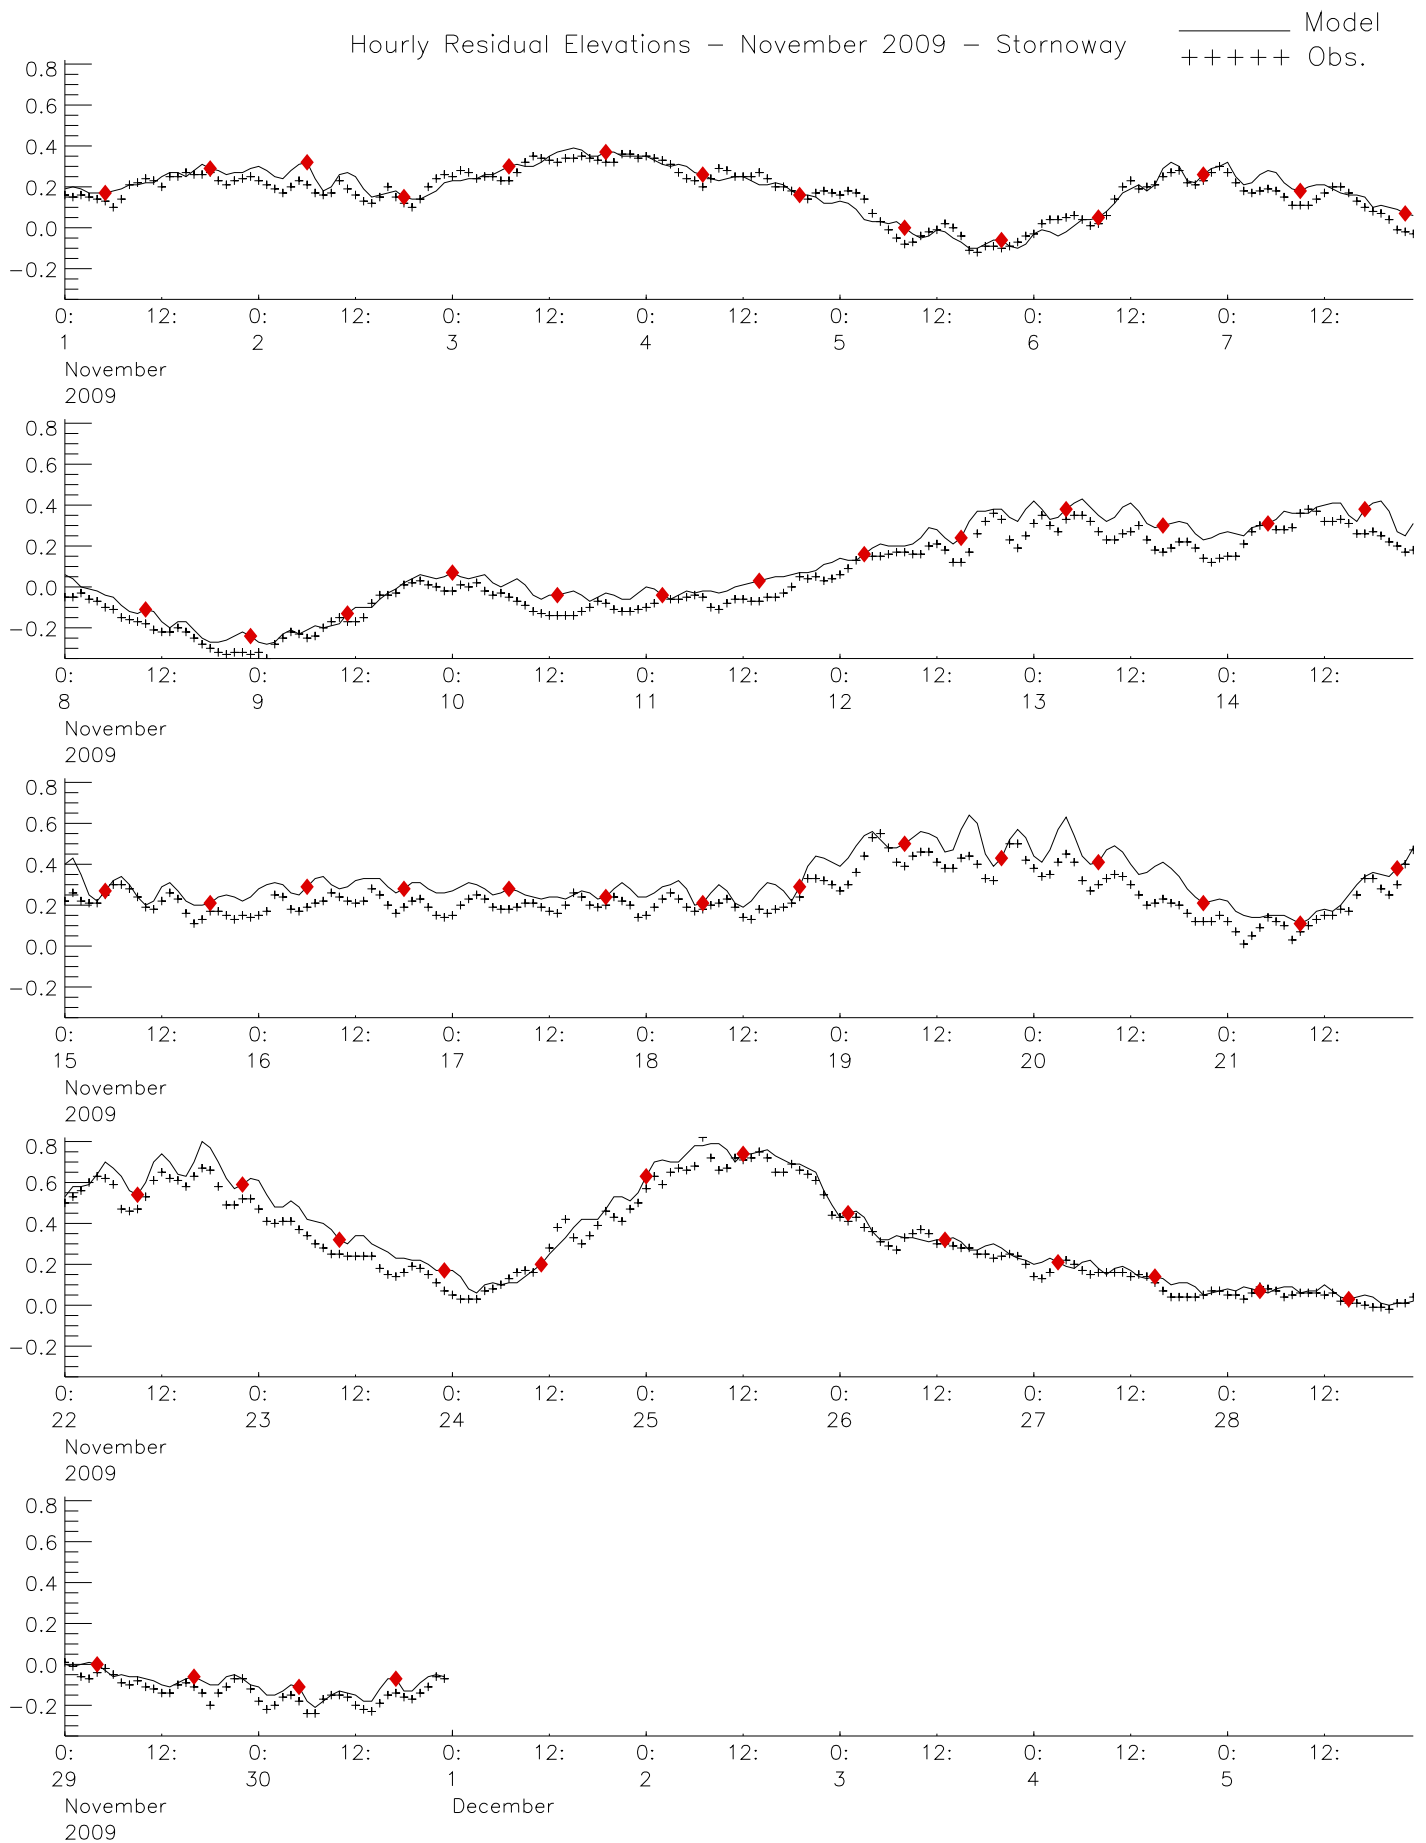 Hourly Residual Elevations – November 2009 – Stornoway
Model
+++++ Obs.
0.8
0.6
0.4
0.2
0.0
−0.2
0: 12: 0: 12: 0: 12: 0: 12: 0: 12: 0: 12: 0: 12:
1 2 3 4 5 6 7
November
2009
0.8
0.6
0.4
0.2
0.0
−0.2
0: 12: 0: 12: 0: 12: 0: 12: 0: 12: 0: 12: 0: 12:
8 9 10 11 12 13 14
November
2009
0.8
0.6
0.4
0.2
0.0
−0.2
0: 12: 0: 12: 0: 12: 0: 12: 0: 12: 0: 12: 0: 12:
15 16 17 18 19 20 21
November
2009
0.8
0.6
0.4
0.2
0.0
−0.2
0: 12: 0: 12: 0: 12: 0: 12: 0: 12: 0: 12: 0: 12:
22 23 24 25 26 27 28
November
2009
0.8
0.6
0.4
0.2
0.0
−0.2
0: 12: 0: 12: 0: 12: 0: 12: 0: 12: 0: 12: 0: 12:
29 30 1 2 3 4 5
November December
2009